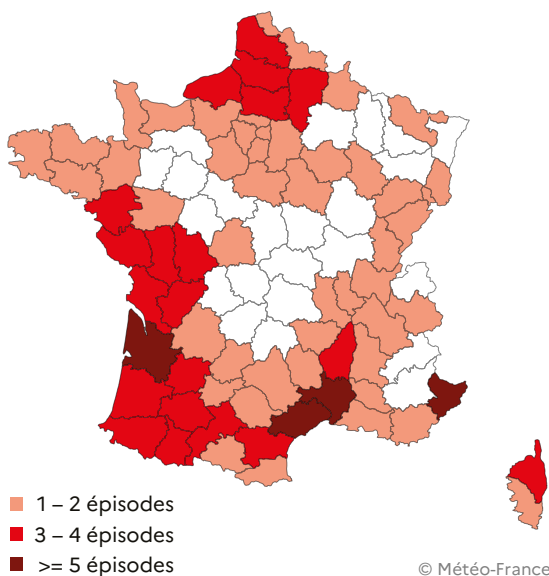 1 – 2 épisodes
3 – 4 épisodes
>= 5 épisodes
© Météo-France